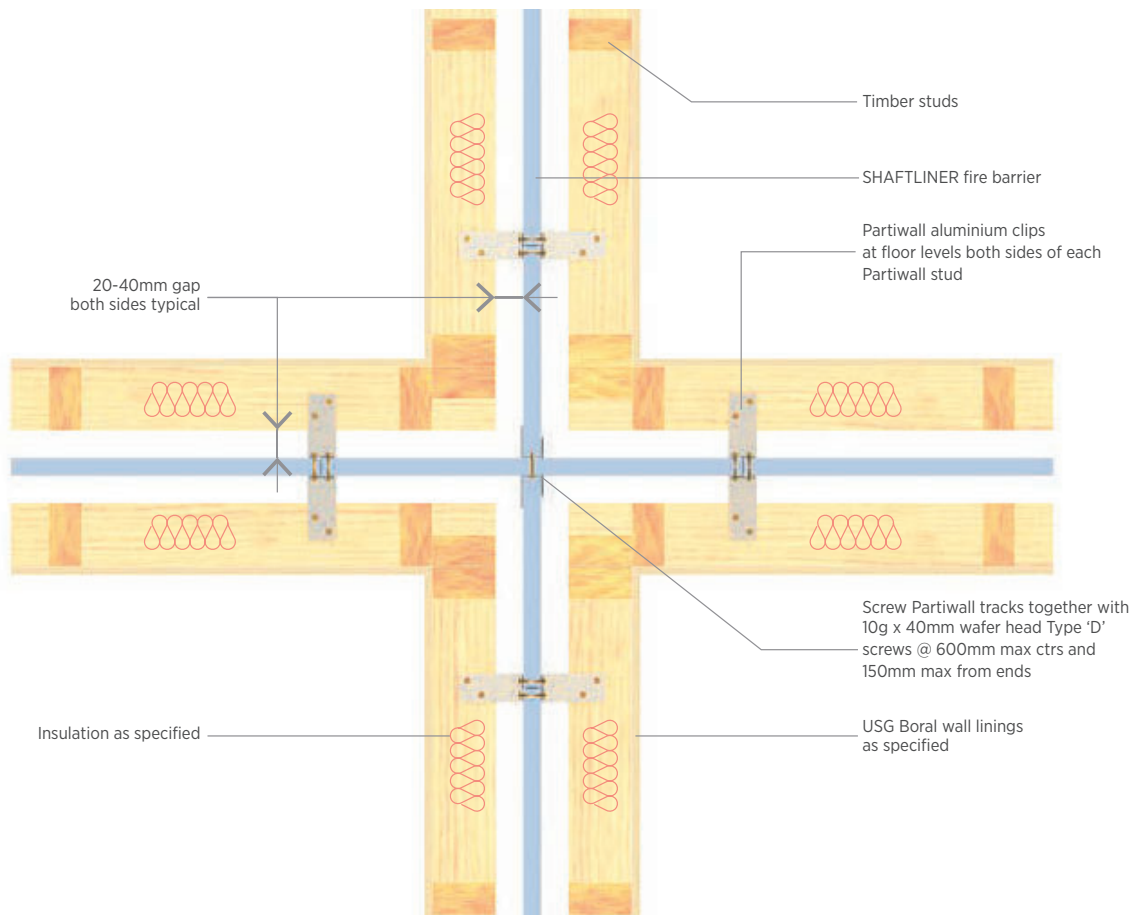 Timber studs
SHAFTLINER fire barrier
Partiwall aluminium clips
at floor levels both sides of each
Partiwall stud
20-40mm gap
both sides typical
Screw Partiwall tracks together with
10g x 40mm wafer head Type ‘D’
screws @ 600mm max ctrs and
150mm max from ends
Insulation as specified
USG Boral wall linings
as specified